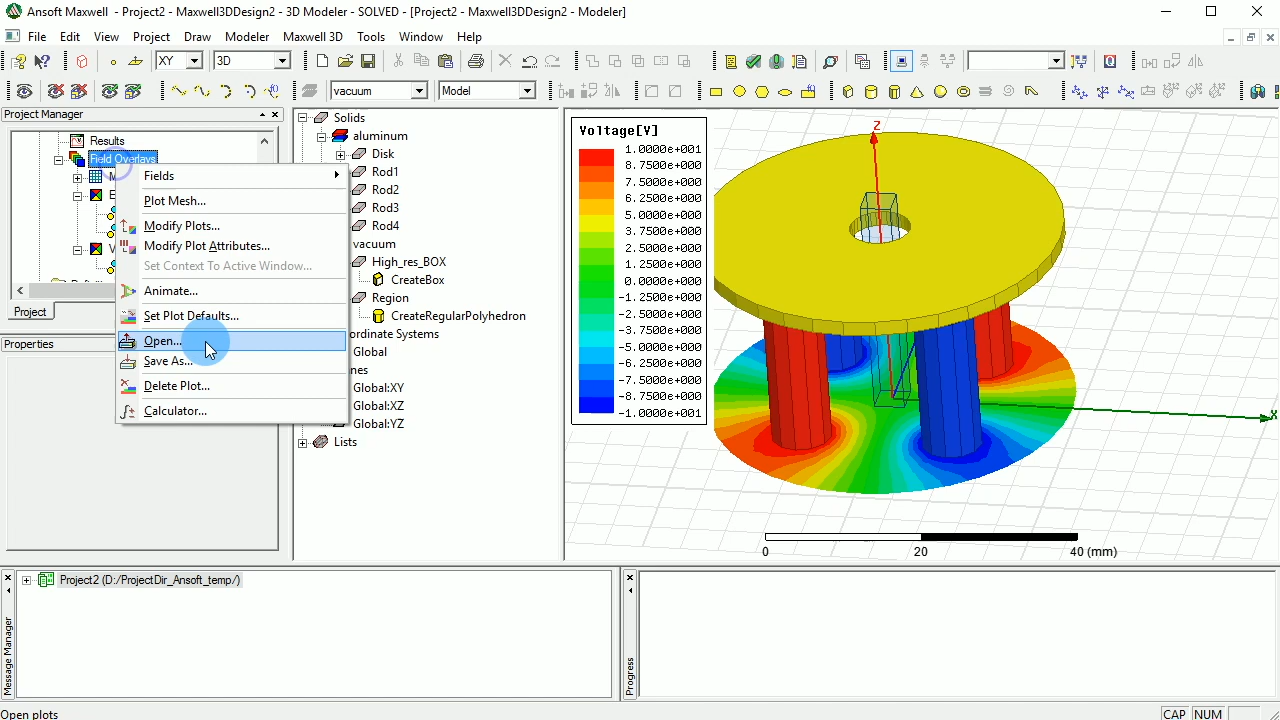 Ansoft Maxwell - Project2 - Maxwell3DDesign2 - 3D Modeler - SOLVED - [Project2 - Maxwell3DDesign2 - Modeler]
File Edit View Project Draw Modeler Maxwell 3D Tools Window Help
XY
3D
vacuum
Model
Project Manager
Results
Field Overlays
Project
Properties
Fields
Plot Mesh...
Modify Plots...
Modify Plot Attributes...
Set Context To Active Window...
Animate...
Set Plot Defaults...
Open...
Save As...
Delete Plot...
Calculator...
Solids
aluminum
Disk
Rod1
Rod2
Rod3
Rod4
vacuum
High_res_BOX
CreateBox
Region
CreateRegularPolyhedron
ordinate Systems
Global
nes
Global:XY
Global:XZ
Global:YZ
Lists
Voltage[V]
1.0000e+001
8.7500e+000
7.5000e+000
6.2500e+000
5.0000e+000
3.7500e+000
2.5000e+000
1.2500e+000
0.0000e+000
-1.2500e+000
-2.5000e+000
-3.7500e+000
-5.0000e+000
-6.2500e+000
-7.5000e+000
-8.7500e+000
-1.0000e+001
Z
X
0 20 40 (mm)
Project2 (D:/ProjectDir_Ansoft_temp/)
Message Manager
Progress
Open plots
CAP NUM